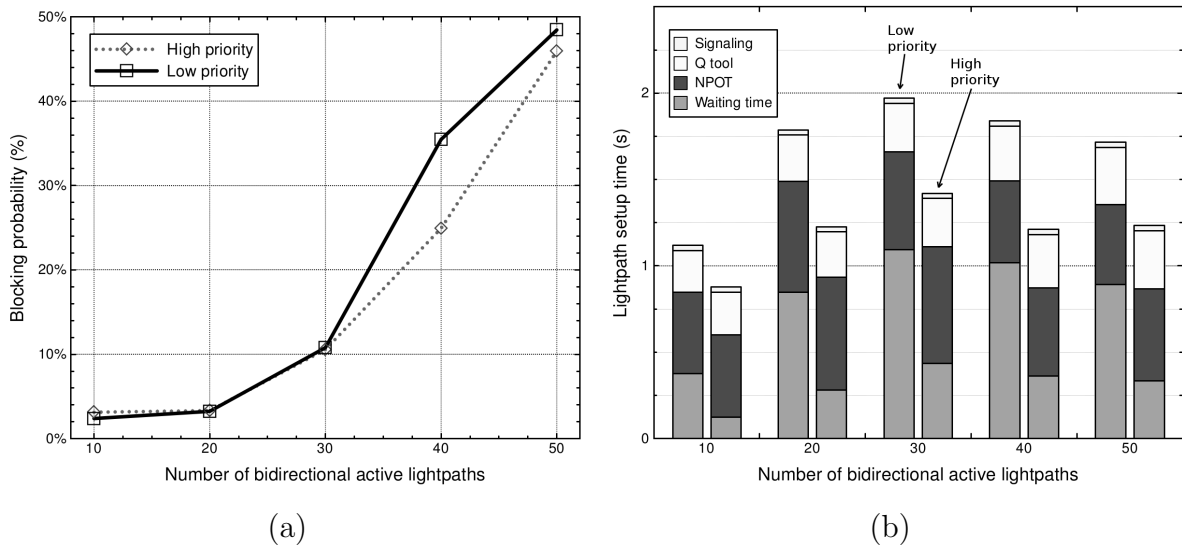 50%
40%
30%
20%
10%
0%
Blocking probability (%)
High priority
Low priority
10 20 30 40 50
Number of bidirectional active lightpaths
(a)
2
1
0
Lightpath setup time (s)
Signaling
Q tool
NPOT
Waiting time
Low
priority
High
priority
10 20 30 40 50
Number of bidirectional active lightpaths
(b)